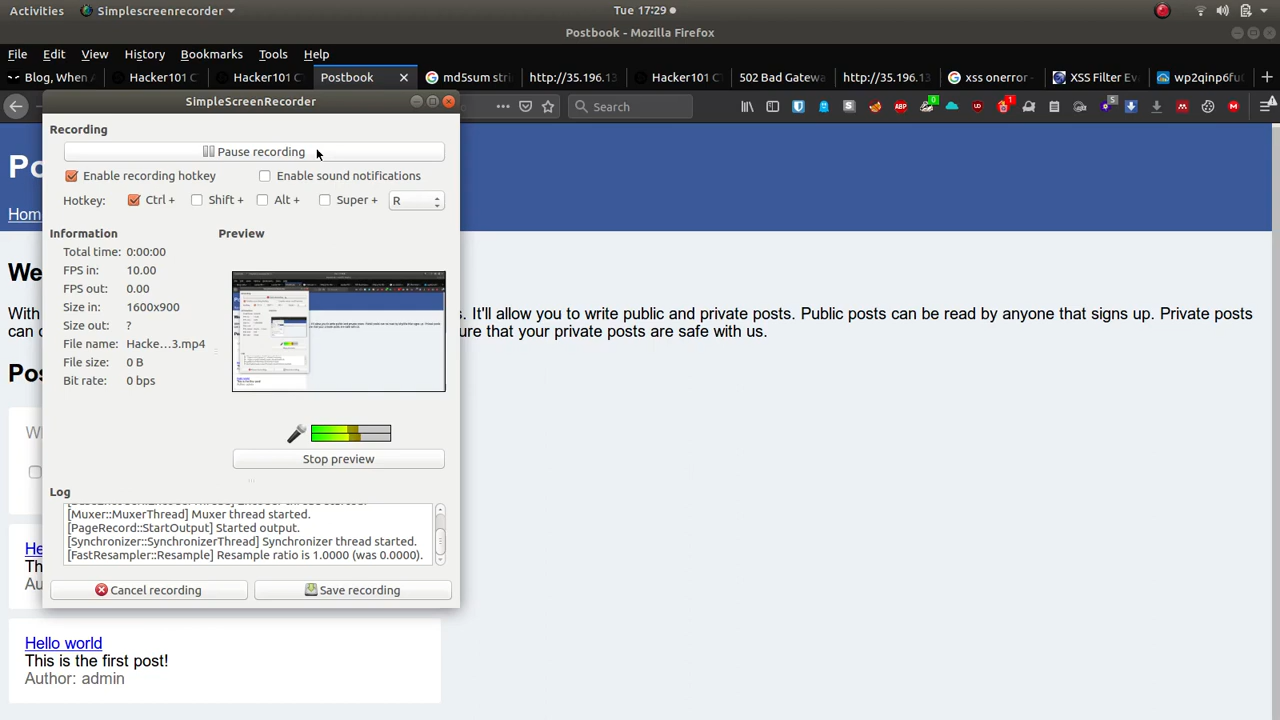 Activities Simplescreenrecorder Tue 17:29
Postbook - Mozilla Firefox
File Edit View History Bookmarks Tools Help
Blog, When A Hacker101 C Hacker101 C Postbook md5sum stri http://35.196.13 Hacker101 C 502 Bad Gatewa http://35.196.13 xss onerror - XSS Filter Eva wp2qinp6fu
SimpleScreenRecorder
Search
Recording
Pause recording
Enable recording hotkey Enable sound notifications
Hotkey: Ctrl + Shift + Alt + Super + R
Information Preview
Total time: 0:00:00
FPS in: 10.00
FPS out: 0.00
Size in: 1600x900
Size out: ?
File name: Hacke...3.mp4
File size: 0 B
Bit rate: 0 bps
Stop preview
Log
[Muxer::MuxerThread] Muxer thread started.
[PageRecord::StartOutput] Started output.
[Synchronizer::SynchronizerThread] Synchronizer thread started.
[FastResampler::Resample] Resample ratio is 1.0000 (was 0.0000).
Cancel recording Save recording
Po
Hom
We
With s. It'll allow you to write public and private posts. Public posts can be read by anyone that signs up. Private posts
can o ure that your private posts are safe with us.
Pos
W
He
Th
Au
Hello world
This is the first post!
Author: admin